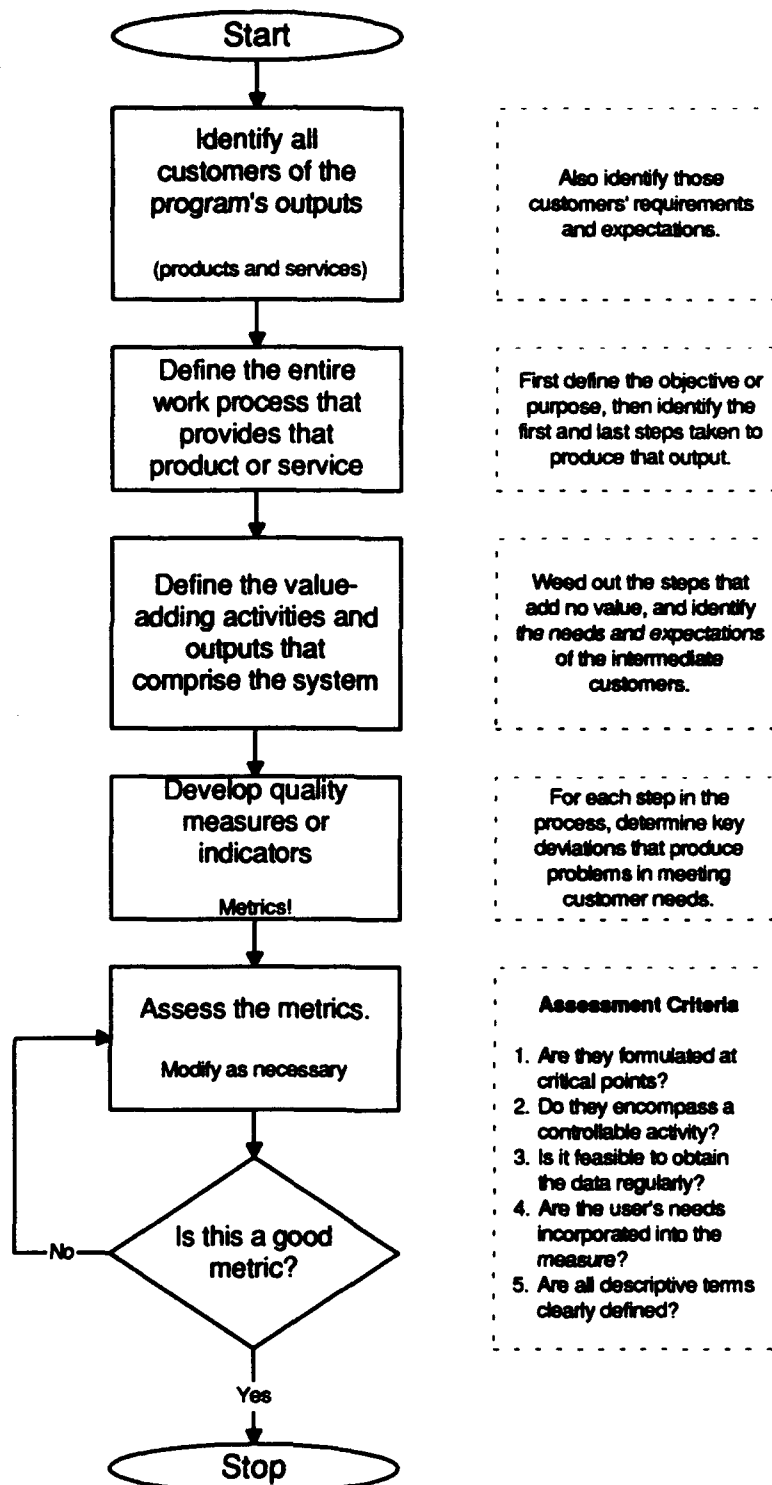 Start
Identify all
customers of the
program's outputs
(products and services)
Also identify those
customers' requirements
and expectations.
Define the entire
work process that
provides that
product or service
First define the objective or
purpose, then identify the
first and last steps taken to
produce that output.
Define the value-
adding activities and
outputs that
comprise the system
Weed out the steps that
add no value, and identify
the needs and expectations
of the intermediate
customers.
Develop quality
measures or
indicators
Metrics!
For each step in the
process, determine key
deviations that produce
problems in meeting
customer needs.
Assess the metrics.
Modify as necessary
Assessment Criteria
1. Are they formulated at
critical points?
2. Do they encompass a
controllable activity?
3. Is it feasible to obtain
the data regularly?
4. Are the user's needs
incorporated into the
measure?
5. Are all descriptive terms
clearly defined?
Is this a good
metric?
No
Yes
Stop